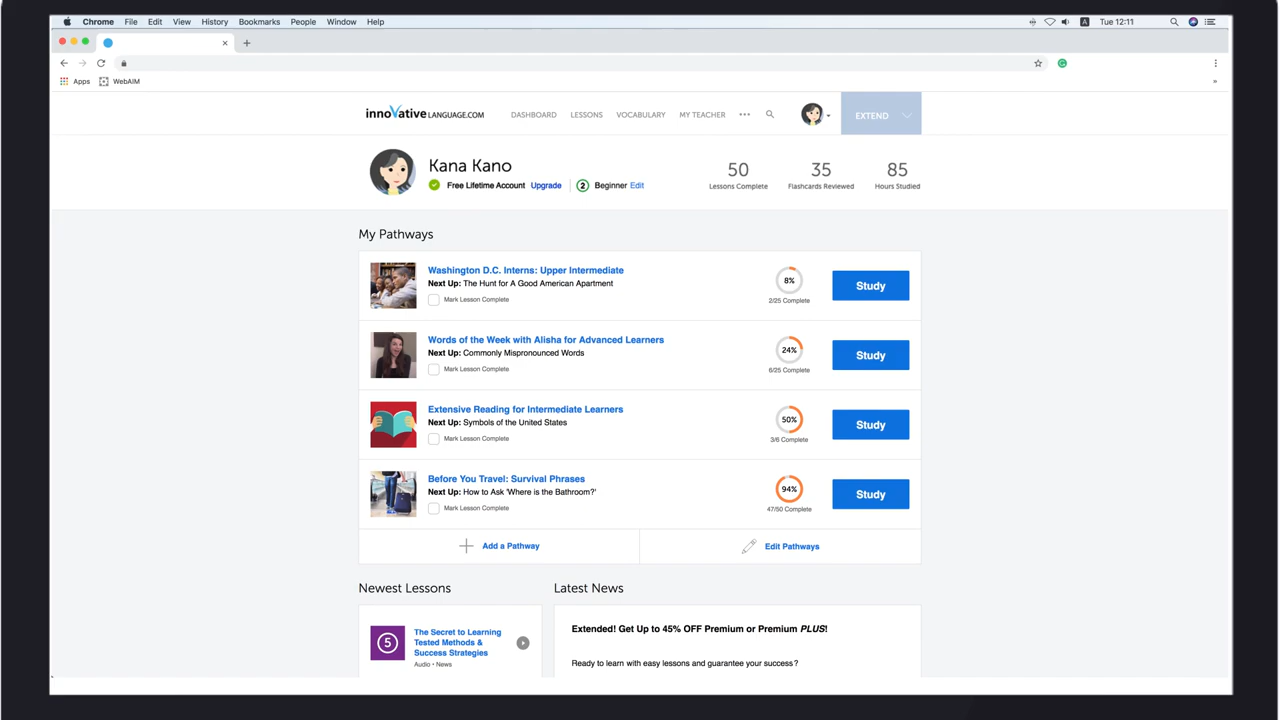 Chrome File Edit View History Bookmarks People Window Help
A Tue 12:11
Apps WebAIM
innoVative LANGUAGE.COM DASHBOARD LESSONS VOCABULARY MY TEACHER EXTEND
Kana Kano
Free Lifetime Account Upgrade 2 Beginner Edit
50 35 85
Lessons Complete Flashcards Reviewed Hours Studied
My Pathways
Washington D.C. Interns: Upper Intermediate
Next Up: The Hunt for A Good American Apartment
Mark Lesson Complete
8%
2/25 Complete
Study
Words of the Week with Alisha for Advanced Learners
Next Up: Commonly Mispronounced Words
Mark Lesson Complete
24%
6/25 Complete
Study
Extensive Reading for Intermediate Learners
Next Up: Symbols of the United States
Mark Lesson Complete
50%
3/6 Complete
Study
Before You Travel: Survival Phrases
Next Up: How to Ask 'Where is the Bathroom?'
Mark Lesson Complete
94%
47/50 Complete
Study
Add a Pathway Edit Pathways
Newest Lessons
5
The Secret to Learning
Tested Methods &
Success Strategies
Audio • News
Latest News
Extended! Get Up to 45% OFF Premium or Premium PLUS!
Ready to learn with easy lessons and guarantee your success?